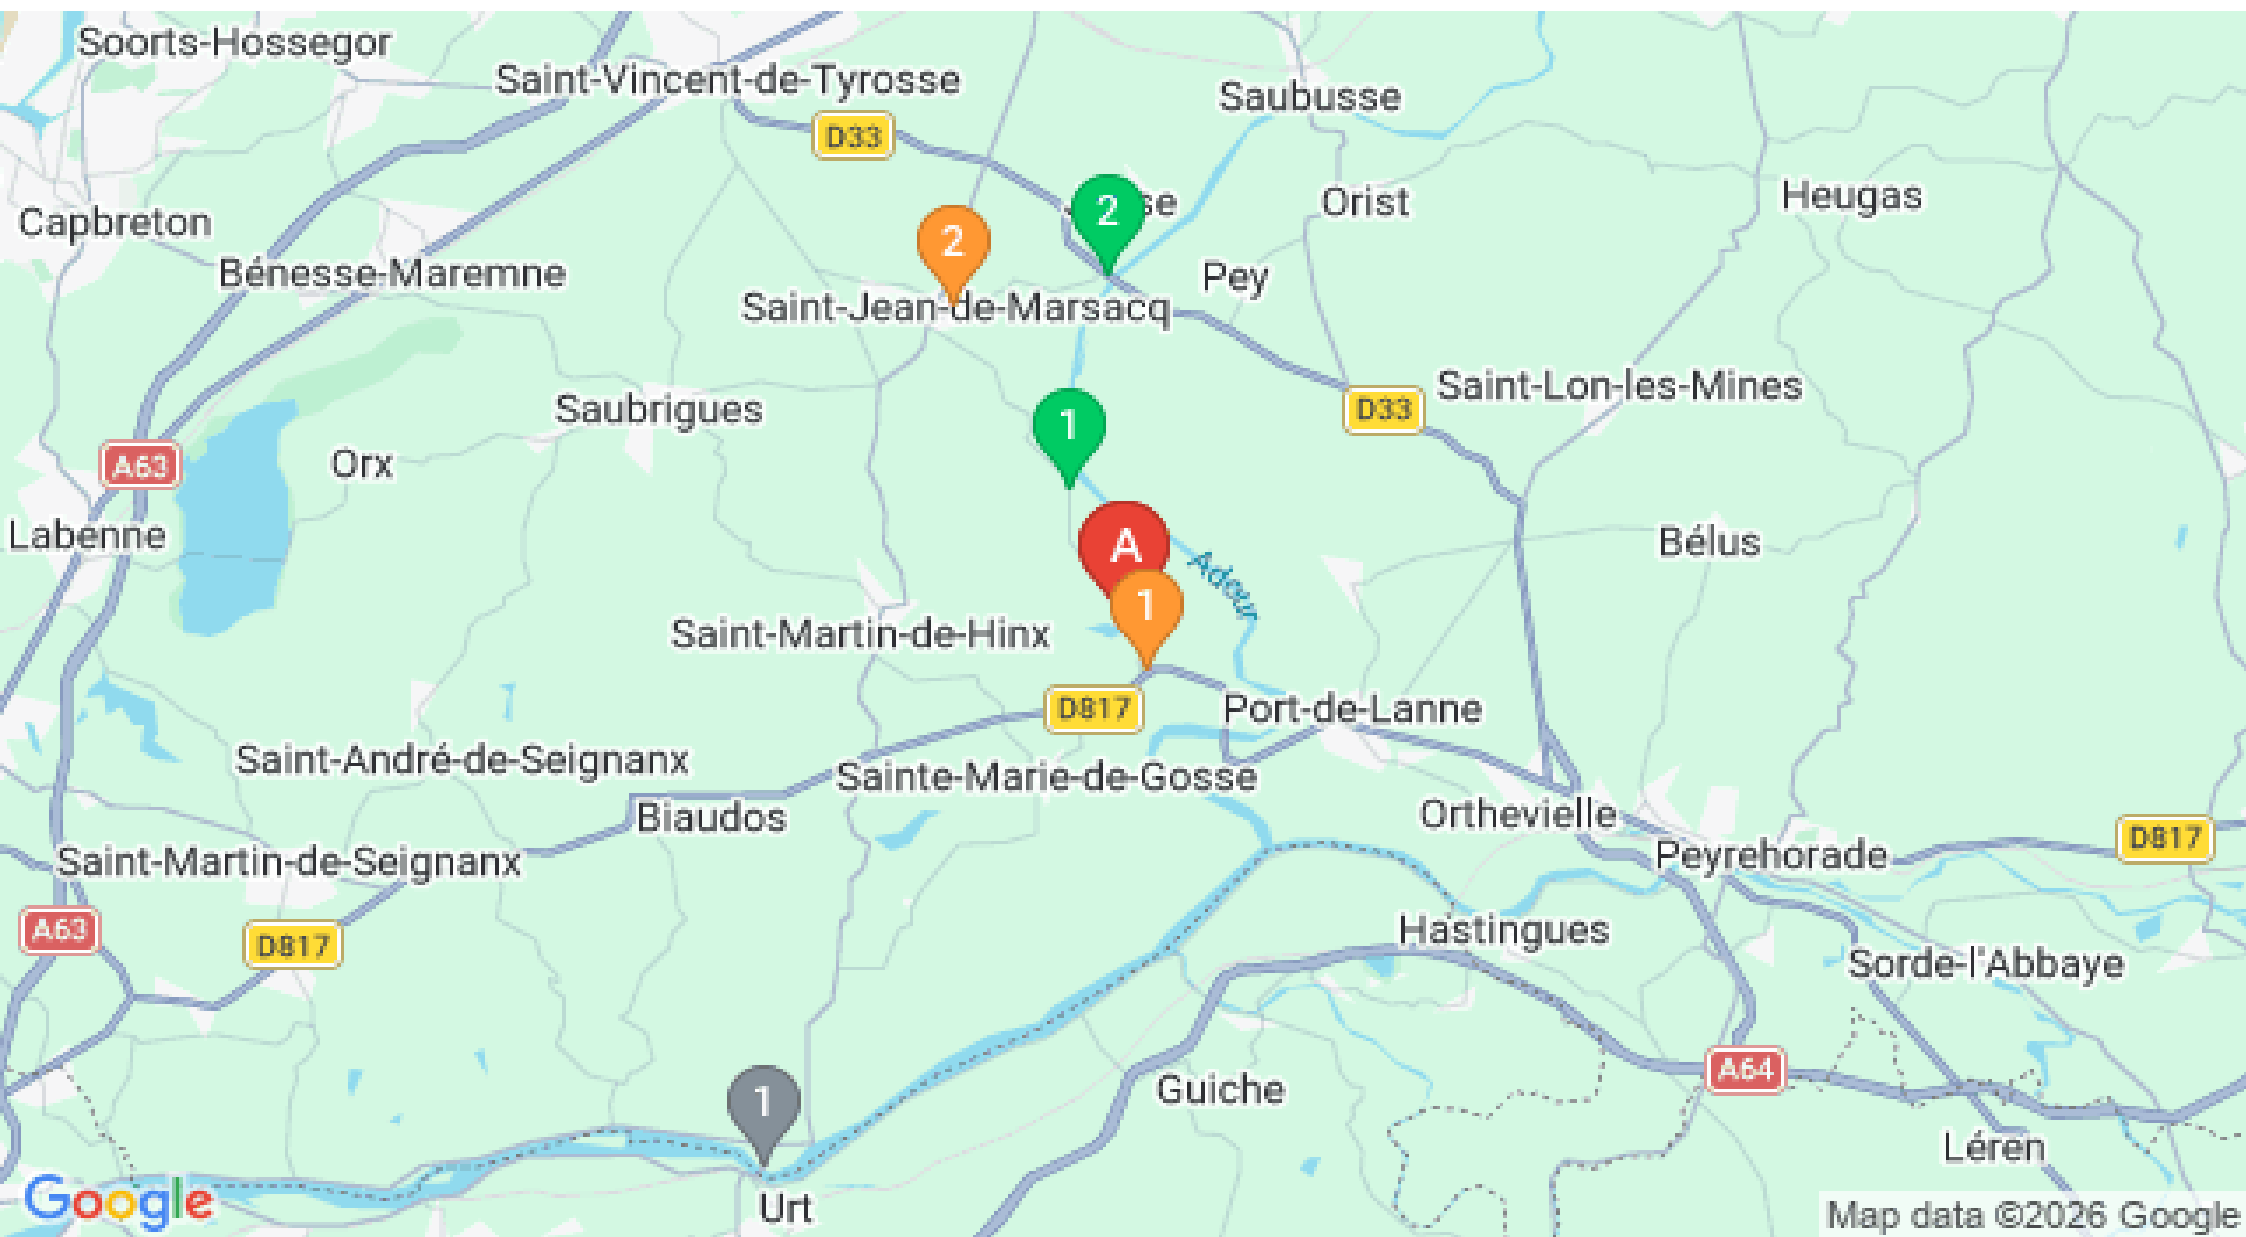 Soorts-Hossegor
Saint-Vincent-de-Tyrosse
Saubusse
D33
2
se
Orist
Heugas
Capbreton
2
Bénesse-Maremne
Pey
Saint-Jean-de-Marsacq
Saint-Lon-les-Mines
Saubrigues
D33
1
A63
Orx
Labenne
A
Bélus
Adour
1
Saint-Martin-de-Hinx
D817
Port-de-Lanne
Saint-André-de-Seignanx
Sainte-Marie-de-Gosse
Biaudos
Orthevielle
D817
Saint-Martin-de-Seignanx
Peyrehorade
A63
D817
Hastingues
Sorde-l'Abbaye
A64
Guiche
1
Léren
Google
Urt
Map data ©2026 Google